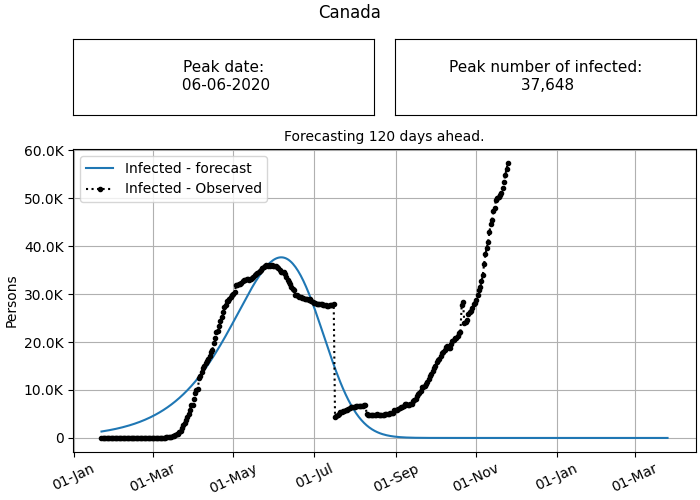 Canada
Peak date:
06-06-2020
Peak number of infected:
37,648
Forecasting 120 days ahead.
Infected - forecast
Infected - Observed
60.0K
50.0K
40.0K
30.0K
20.0K
10.0K
0
Persons
01-Jan
01-Mar
01-May
01-Jul
01-Sep
01-Nov
01-Jan
01-Mar